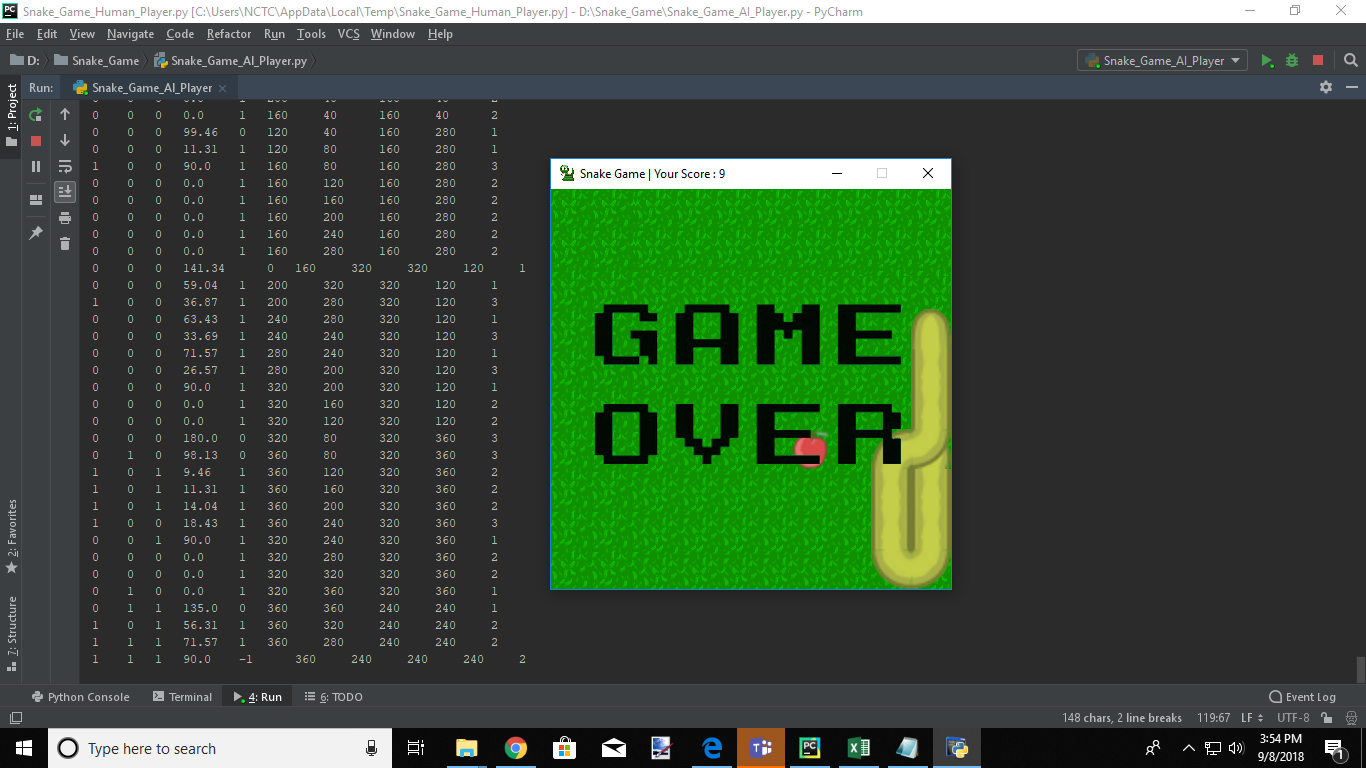 Snake_Game_Human_Player.py [C:\Users\NCTC\AppData\Local\Temp\Snake_Game_Human_Player.py] - D:\Snake_Game\Snake_Game_AI_Player.py - PyCharm
File Edit View Navigate Code Refactor Run Tools VCS Window Help
D: Snake_Game Snake_Game_AI_Player.py Snake_Game_AI_Player
Run: Snake_Game_AI_Player
1: Project
2: Favorites
7: Structure
0 0 0 0.0 1 160 40 160 40 2
0 0 0 99.46 0 120 40 160 280 1
0 0 0 11.31 1 120 80 160 280 1
1 0 0 90.0 1 160 80 160 280 3
0 0 0 0.0 1 160 120 160 280 2
0 0 0 0.0 1 160 160 160 280 2
0 0 0 0.0 1 160 200 160 280 2
0 0 0 0.0 1 160 240 160 280 2
0 0 0 0.0 1 160 280 160 280 2
0 0 0 141.34 0 160 320 320 120 1
0 0 0 59.04 1 200 320 320 120 1
1 0 0 36.87 1 200 280 320 120 3
0 0 0 63.43 1 240 280 320 120 1
0 0 0 33.69 1 240 240 320 120 3
0 0 0 71.57 1 280 240 320 120 1
0 0 0 26.57 1 280 200 320 120 3
0 0 0 90.0 1 320 200 320 120 1
0 0 0 0.0 1 320 160 320 120 2
0 0 0 0.0 1 320 120 320 120 2
0 0 0 180.0 0 320 80 320 360 3
0 1 0 98.13 0 360 80 320 360 3
1 0 1 9.46 1 360 120 320 360 2
1 0 1 11.31 1 360 160 320 360 2
1 0 1 14.04 1 360 200 320 360 2
1 0 1 18.43 1 360 240 320 360 3
0 0 1 90.0 1 320 240 320 360 1
0 0 0 0.0 1 320 280 320 360 2
0 0 0 0.0 1 320 320 320 360 2
0 1 0 0.0 1 320 360 320 360 1
0 1 1 135.0 0 360 360 240 240 1
1 0 1 56.31 1 360 320 240 240 2
1 1 1 71.57 1 360 280 240 240 2
1 1 1 90.0 -1 360 240 240 240 2
Snake Game | Your Score : 9
GAME
OVER
Python Console Terminal 4: Run 6: TODO Event Log
148 chars, 2 line breaks 119:67 LF UTF-8
Type here to search
3:54 PM
9/8/2018
1